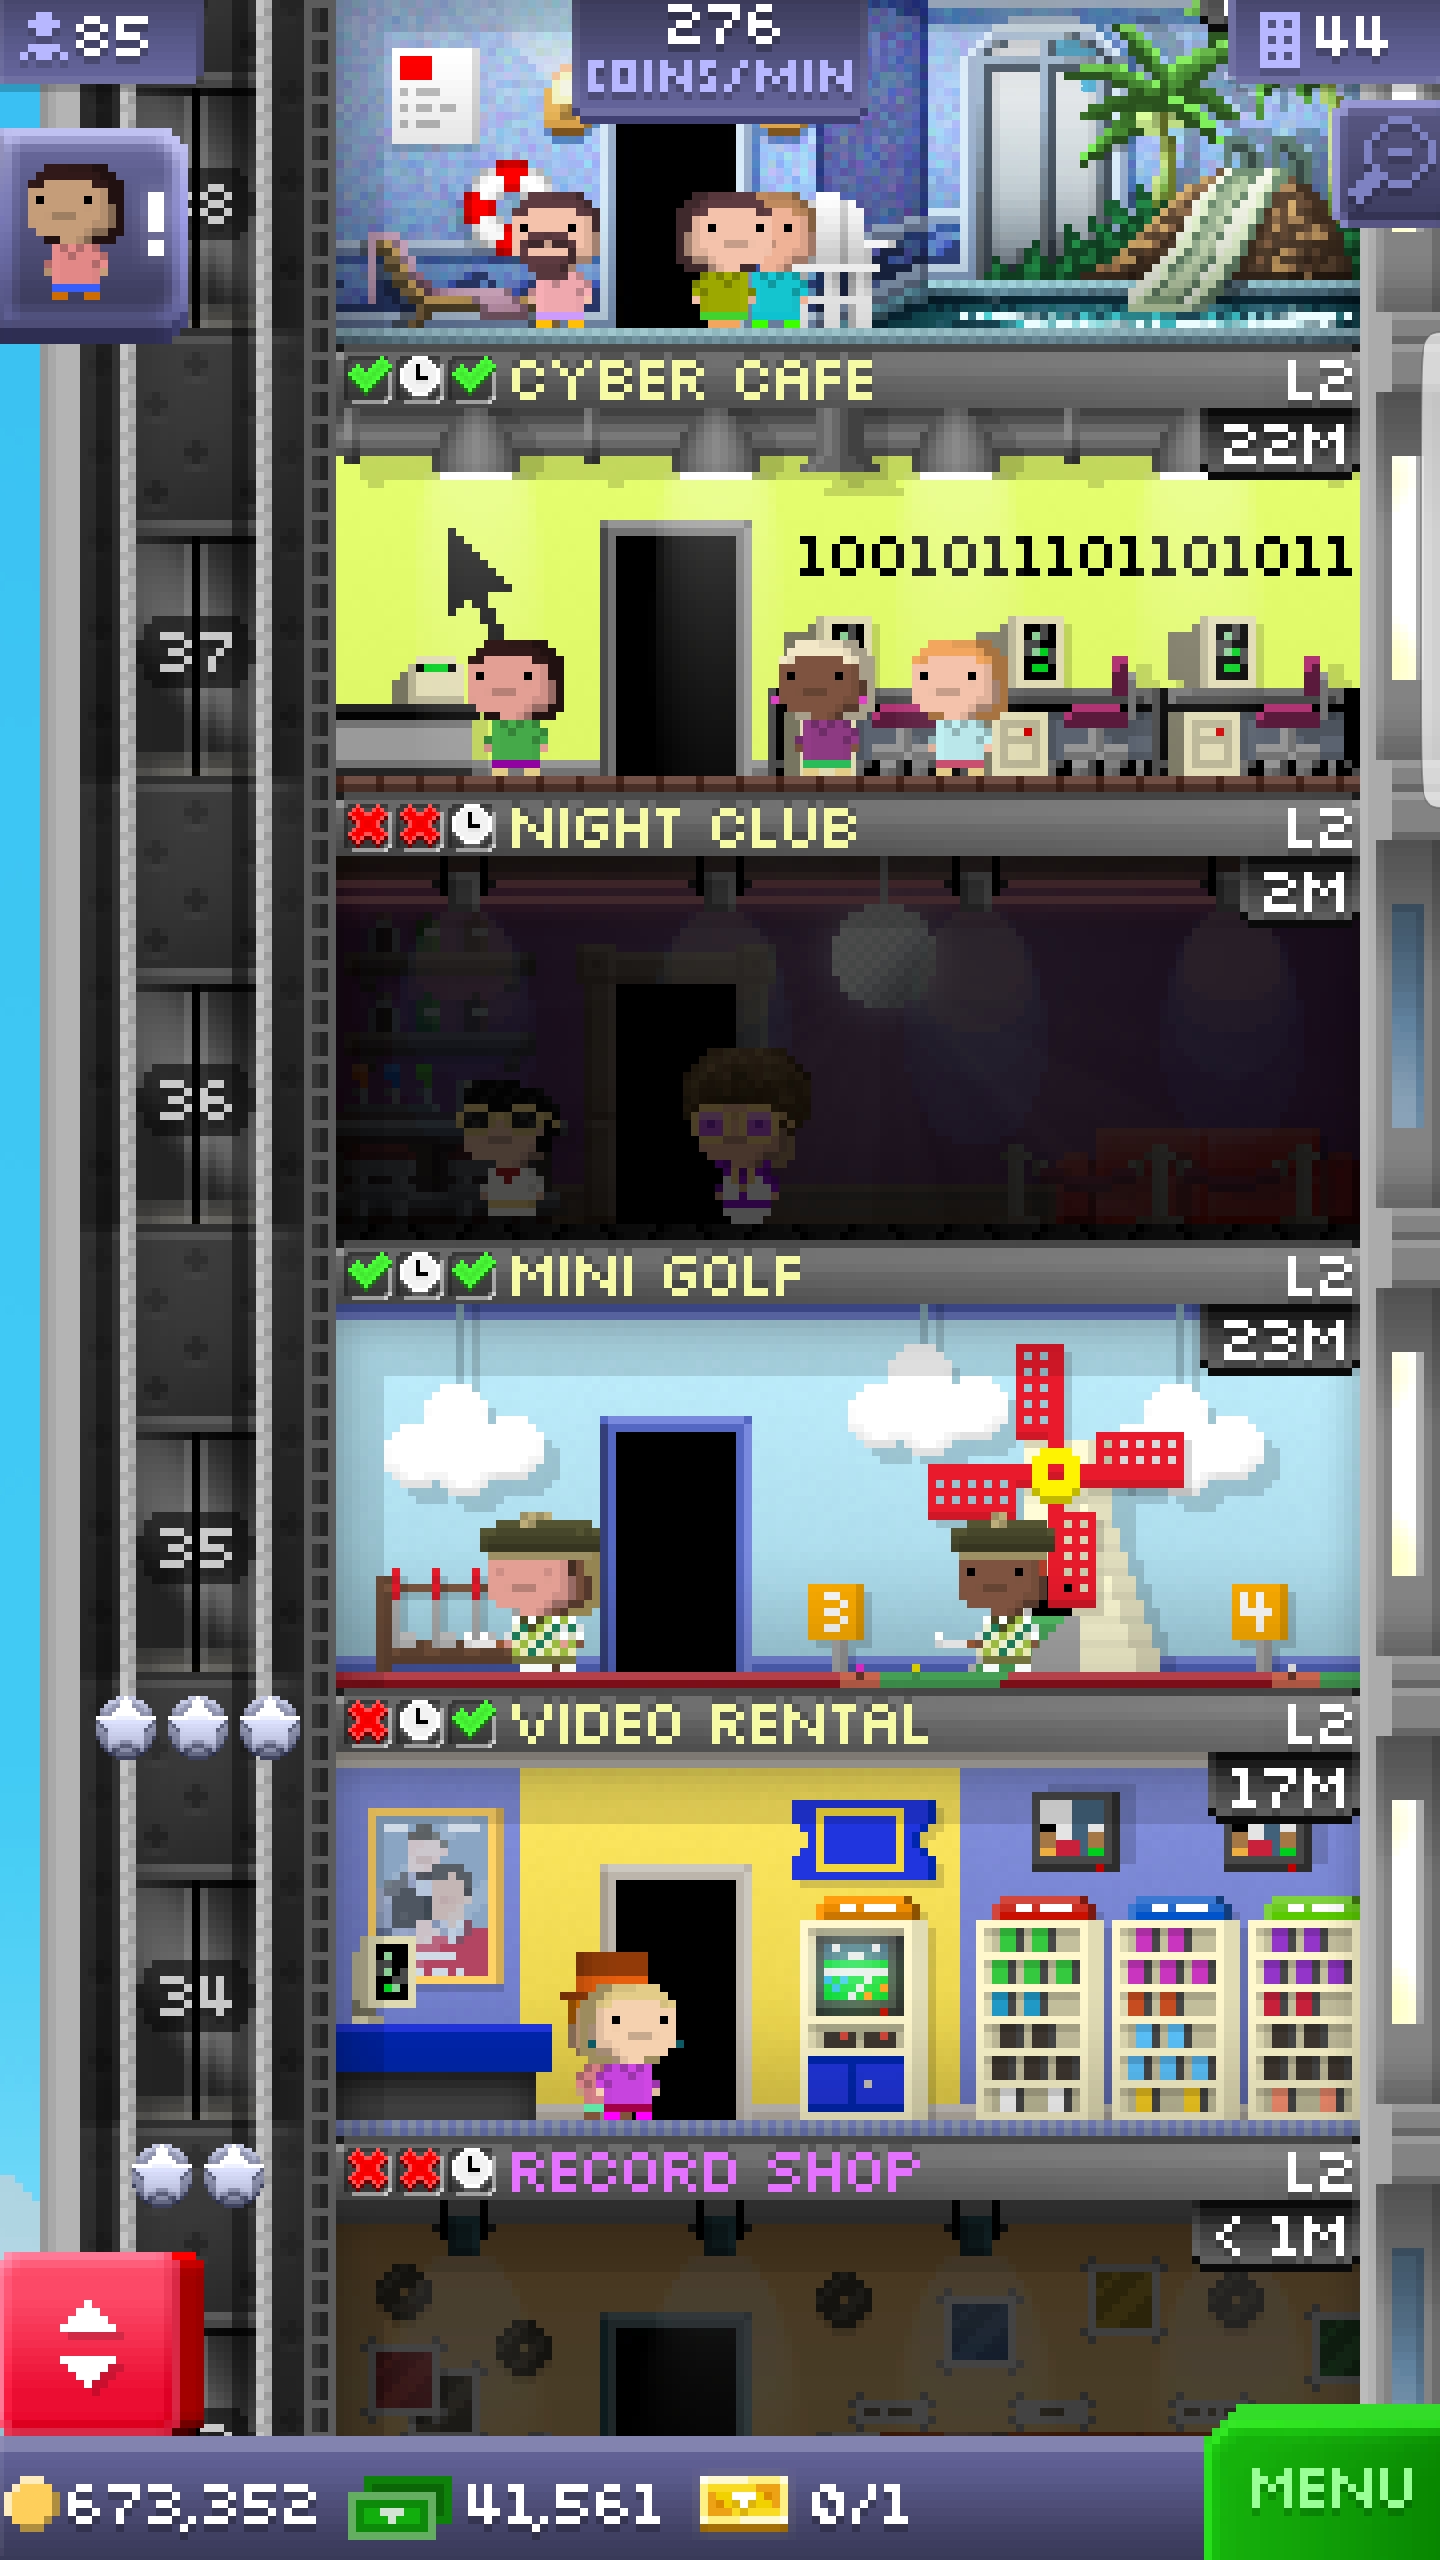 85
276
COINS/MIN
44
!
38
CYBER CAFE L2
22M
1001011101101011
37
NIGHT CLUB L2
2M
36
MINI GOLF L2
23M
35
3
4
VIDEO RENTAL L2
17M
34
RECORD SHOP L2
< 1M
673,352
41,561
0/1
MENU